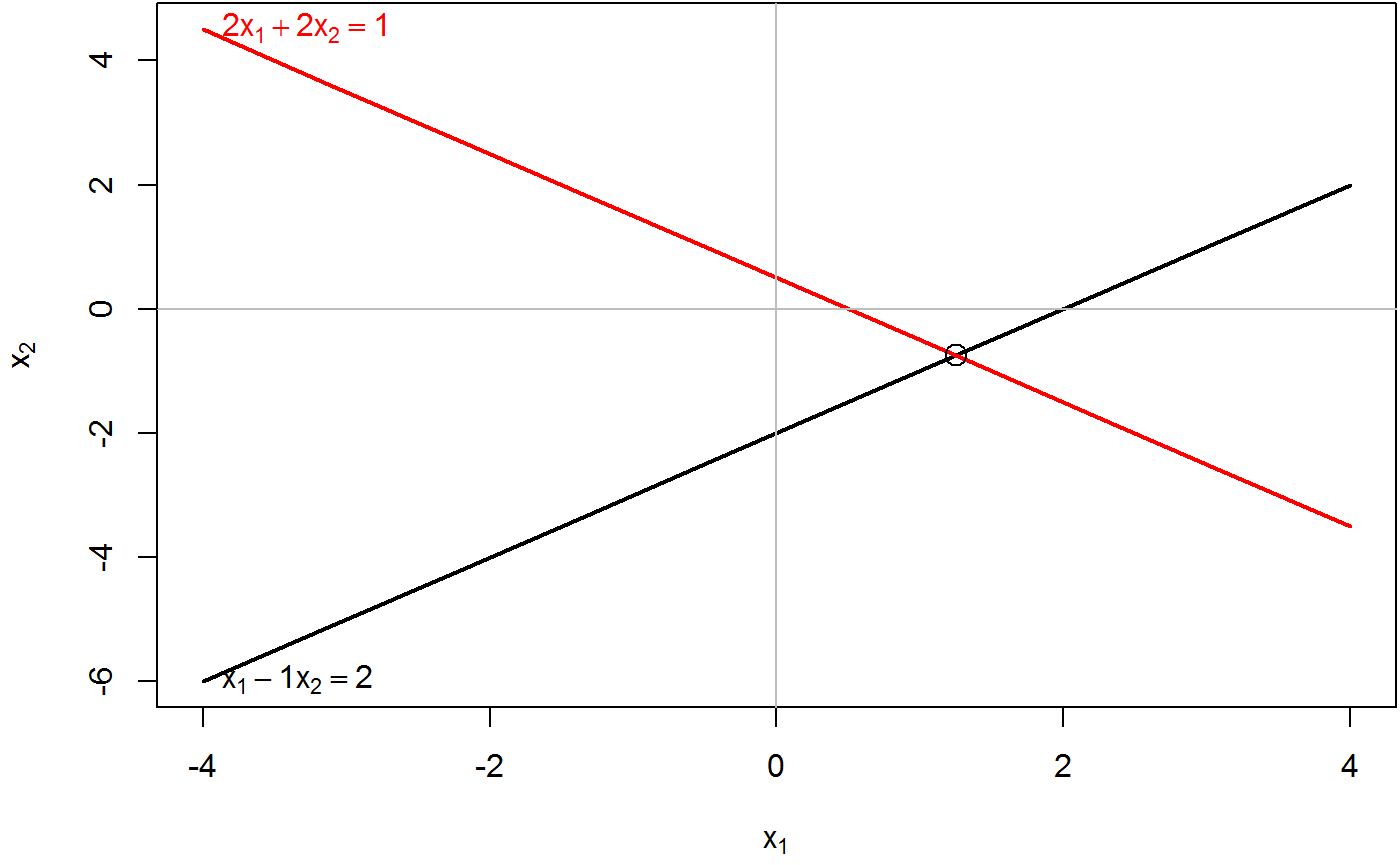 2x₁ + 2x₂ = 1
4
2
0
-2
-4
-6
x₂
x₁ − 1x₂ = 2
-4 -2 0 2 4
x₁